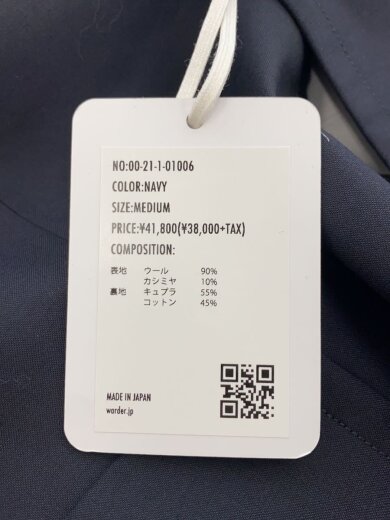 NO:00-21-1-01006
COLOR:NAVY
SIZE:MEDIUM
PRICE:¥41,800(¥38,000+TAX)
COMPOSITION:
表地 ウール 90%
カシミヤ 10%
裏地 キュプラ 55%
コットン 45%
MADE IN JAPAN
warder.jp